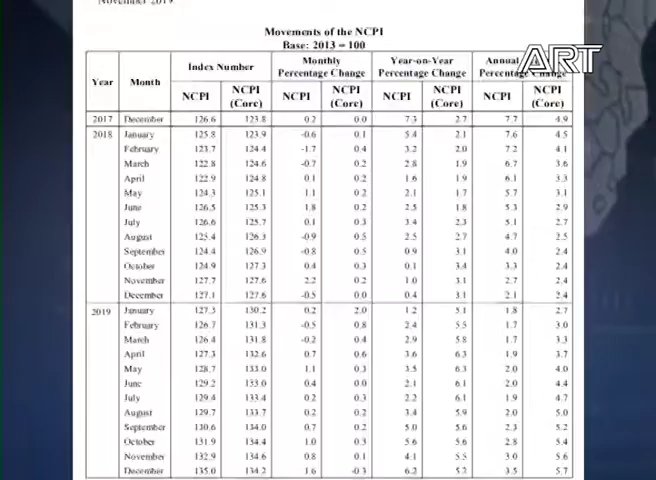 November 2019
ART
Movements of the NCPI
Base: 2013 = 100
Year Month Index Number Monthly Percentage Change Year-on-Year Percentage Change Annual Percentage Change
NCPI NCPI (Core) NCPI NCPI (Core) NCPI NCPI (Core) NCPI NCPI (Core)
2017 December 126.6 123.8 0.2 0.0 7.3 2.7 7.7 4.9
2018 January 125.8 123.9 -0.6 0.1 5.4 2.1 7.6 4.5
February 123.7 124.4 -1.7 0.4 3.2 2.0 7.2 4.1
March 122.8 124.6 -0.7 0.2 2.8 1.9 6.7 3.6
April 122.9 124.8 0.1 0.2 1.6 1.9 6.1 3.3
May 124.3 125.1 1.1 0.2 2.1 1.7 5.7 3.1
June 126.5 125.3 1.8 0.2 2.5 1.8 5.3 2.9
July 126.6 125.7 0.1 0.3 3.4 2.3 5.1 2.7
August 125.4 126.3 -0.9 0.5 2.5 2.7 4.7 2.5
September 124.4 126.9 -0.8 0.5 0.9 3.1 4.0 2.4
October 124.9 127.3 0.4 0.3 0.1 3.4 3.3 2.4
November 127.7 127.6 2.2 0.2 1.0 3.1 2.7 2.4
December 127.1 127.6 -0.5 0.0 0.4 3.1 2.1 2.4
2019 January 127.3 130.2 0.2 2.0 1.2 5.1 1.8 2.7
February 126.7 131.3 -0.5 0.8 2.4 5.5 1.7 3.0
March 126.4 131.8 -0.2 0.4 2.9 5.8 1.7 3.3
April 127.3 132.6 0.7 0.6 3.6 6.3 1.9 3.7
May 128.7 133.0 1.1 0.3 3.5 6.3 2.0 4.0
June 129.2 133.0 0.4 0.0 2.1 6.1 2.0 4.4
July 129.4 133.4 0.2 0.3 2.2 6.1 1.9 4.7
August 129.7 133.7 0.2 0.2 3.4 5.9 2.0 5.0
September 130.6 134.0 0.7 0.2 5.0 5.6 2.3 5.2
October 131.9 134.4 1.0 0.3 5.6 5.6 2.8 5.4
November 132.9 134.6 0.8 0.1 4.1 5.5 3.0 5.6
December 135.0 134.2 1.6 -0.3 6.2 5.2 3.5 5.7